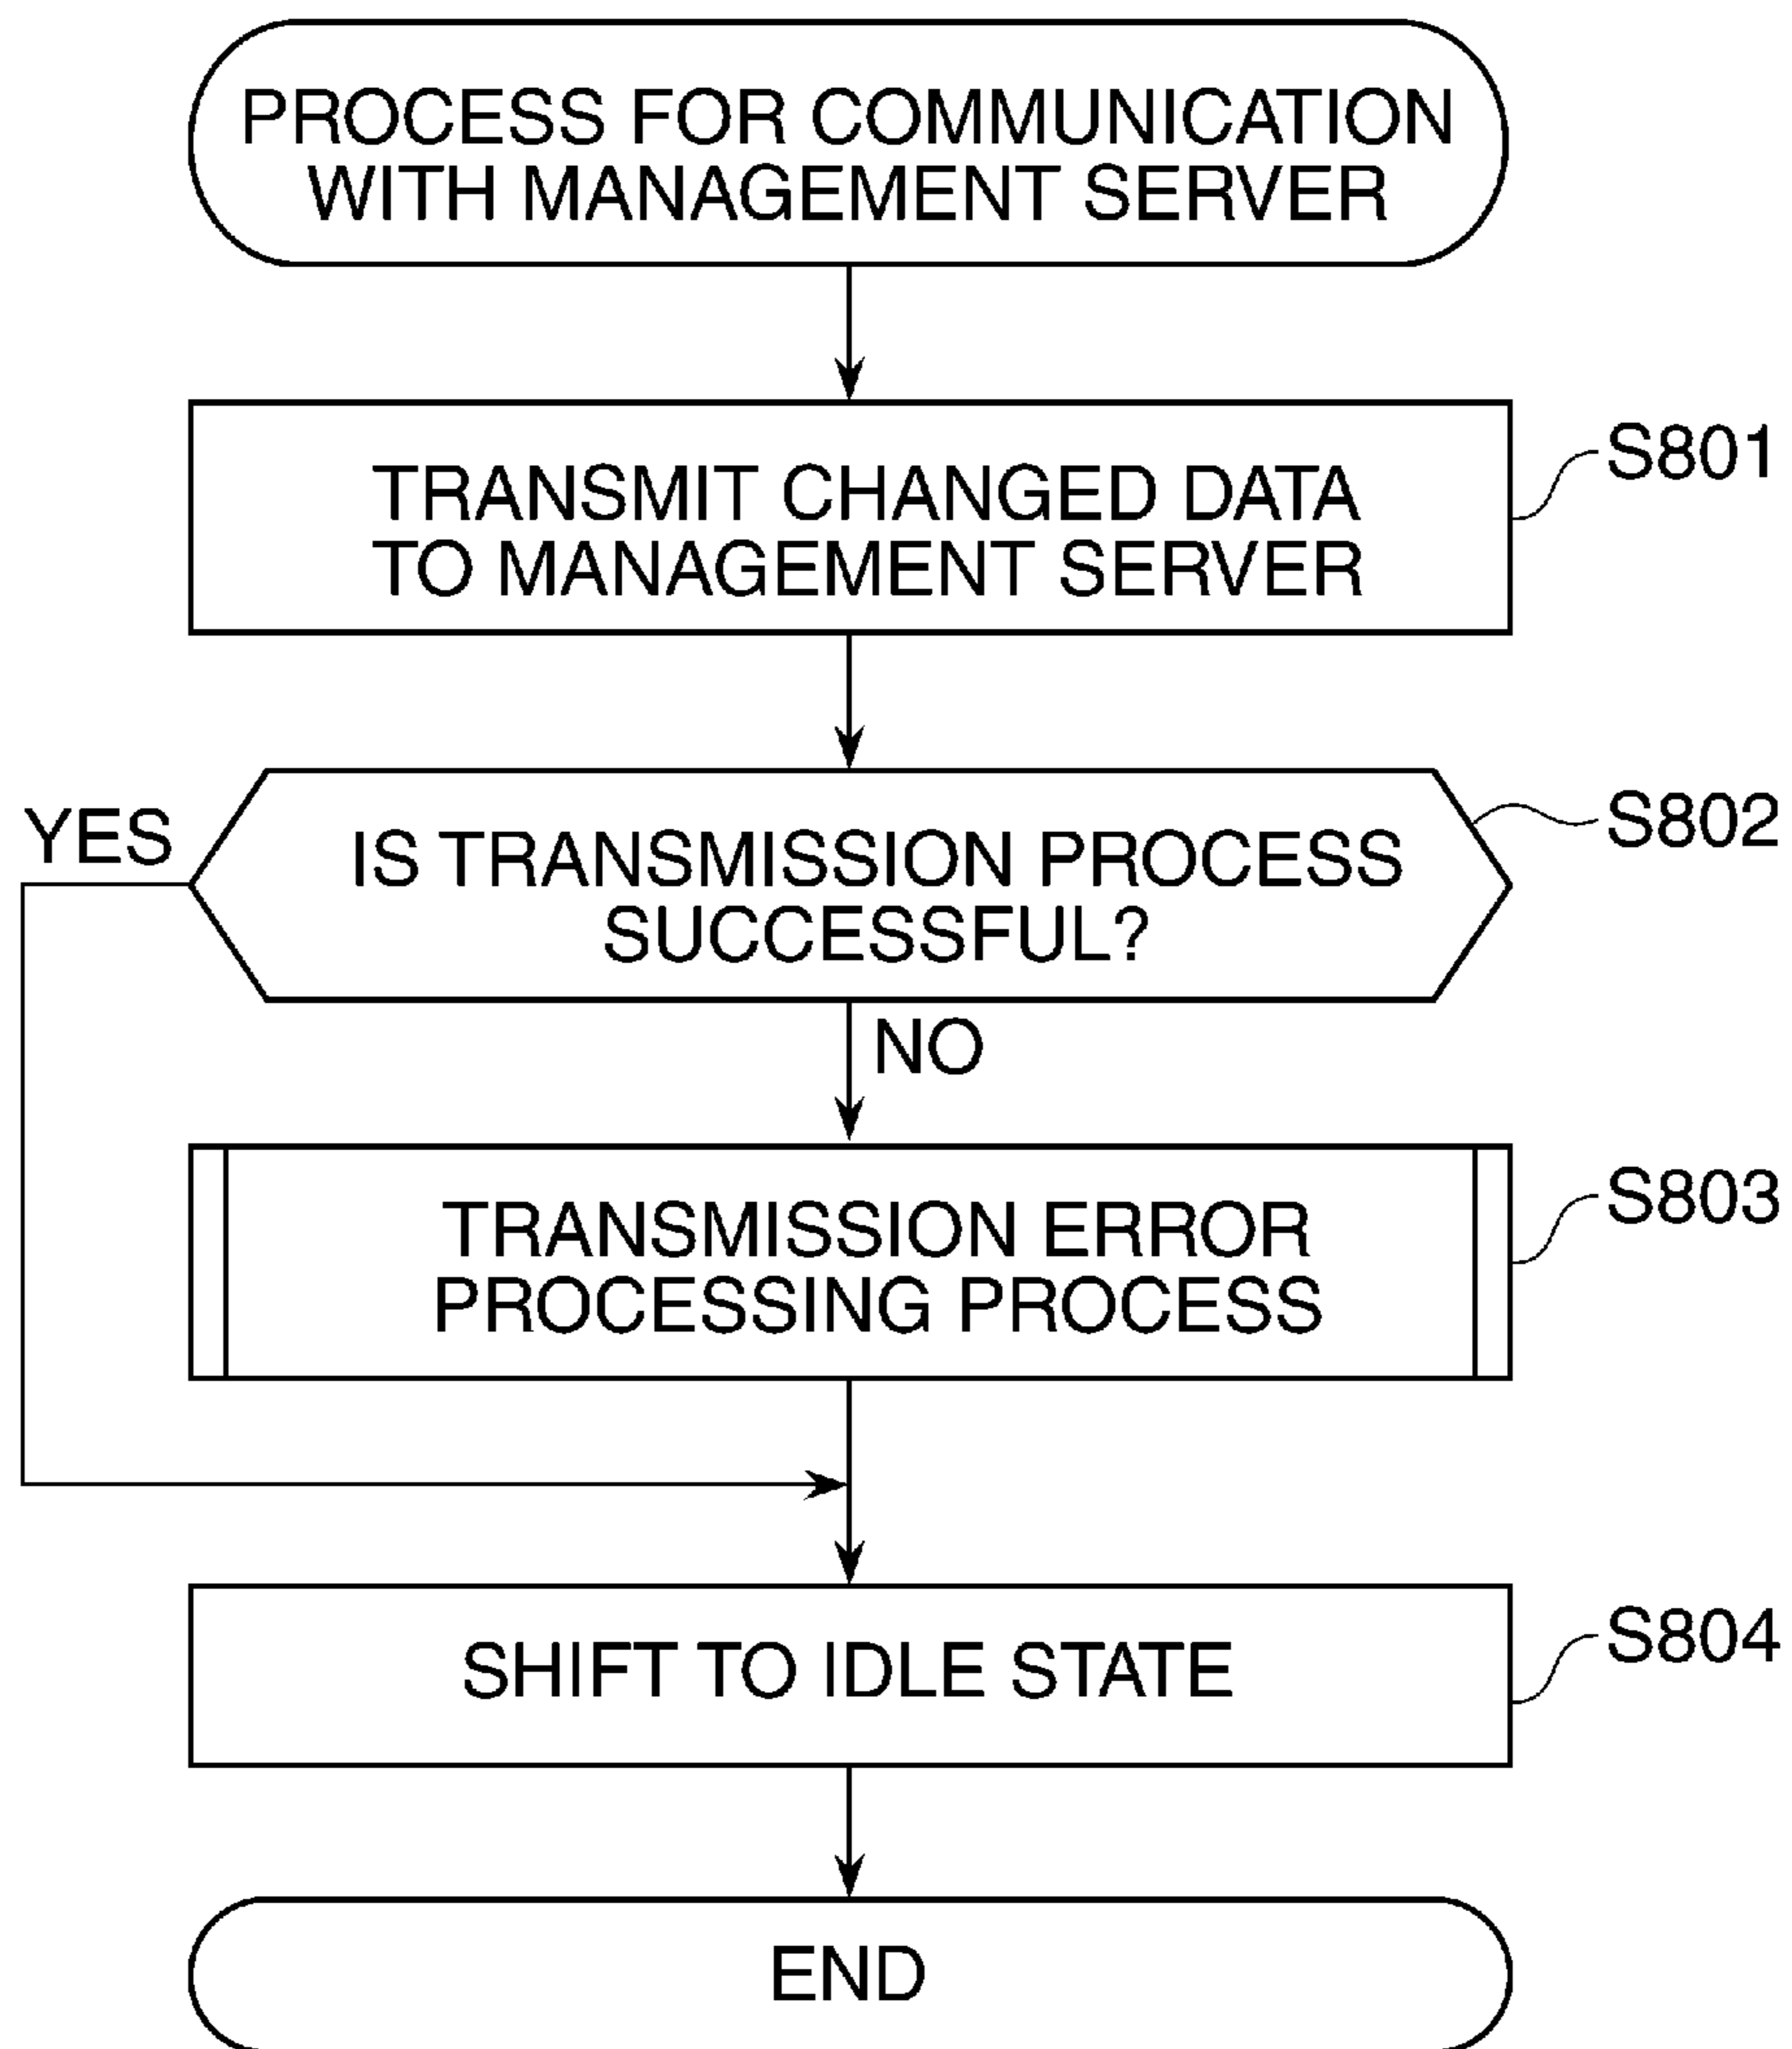 PROCESS FOR COMMUNICATION
WITH MANAGEMENT SERVER
TRANSMIT CHANGED DATA
TO MANAGEMENT SERVER
S801
YES
IS TRANSMISSION PROCESS
SUCCESSFUL?
S802
NO
TRANSMISSION ERROR
PROCESSING PROCESS
S803
SHIFT TO IDLE STATE
S804
END